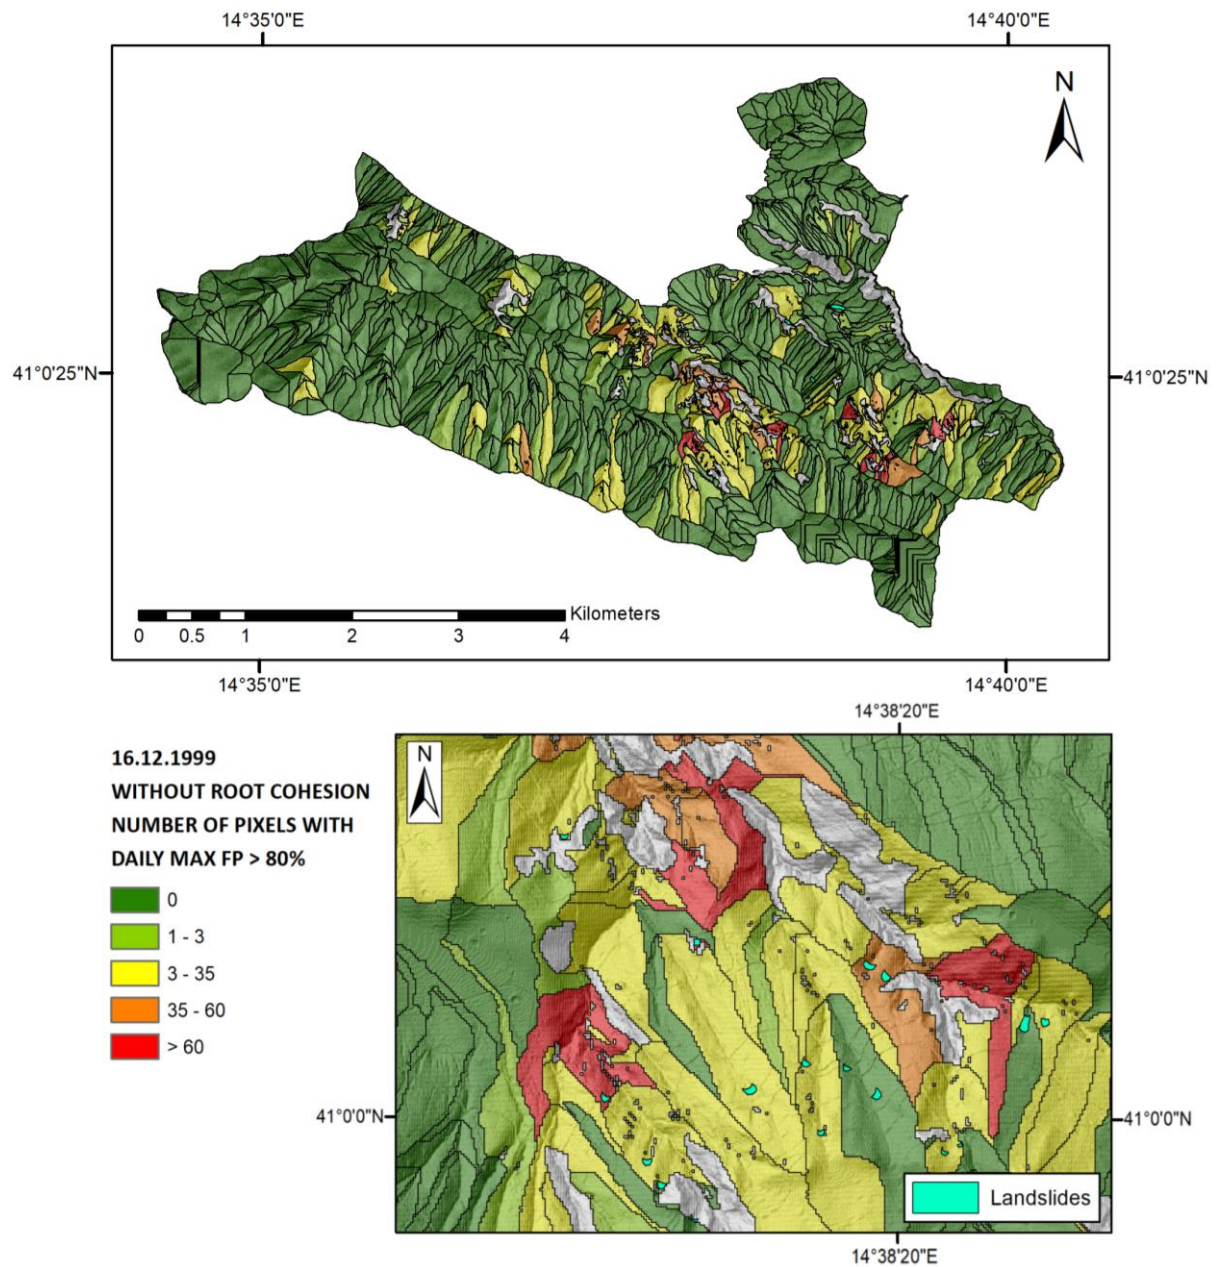 14°35'0"E
14°40'0"E
N
41°0'25"N
41°0'25"N
Kilometers
0 0.5 1 2 3 4
14°35'0"E
14°40'0"E
14°38'20"E
16.12.1999
WITHOUT ROOT COHESION
NUMBER OF PIXELS WITH
DAILY MAX FP > 80%
0
1 - 3
3 - 35
35 - 60
> 60
N
41°0'0"N
41°0'0"N
Landslides
14°38'20"E